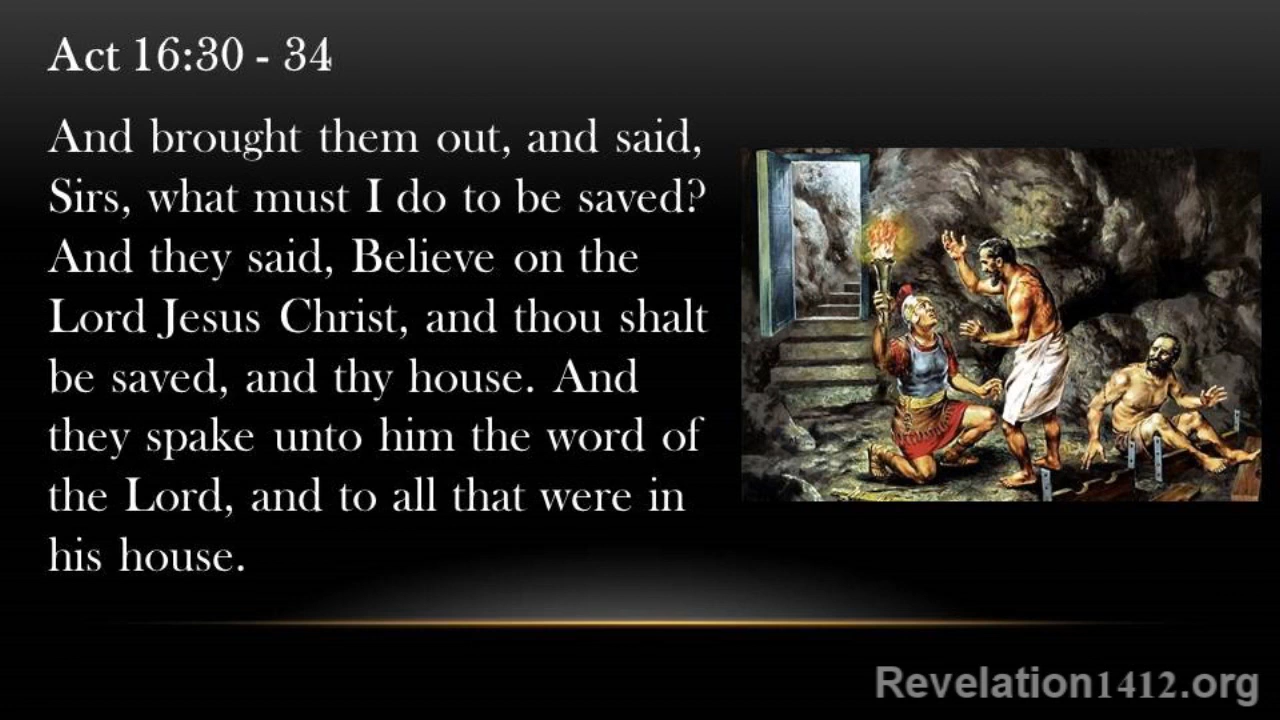 Act 16:30 - 34
And brought them out, and said,
Sirs, what must I do to be saved?
And they said, Believe on the
Lord Jesus Christ, and thou shalt
be saved, and thy house. And
they spake unto him the word of
the Lord, and to all that were in
his house.
Revelation1412.org